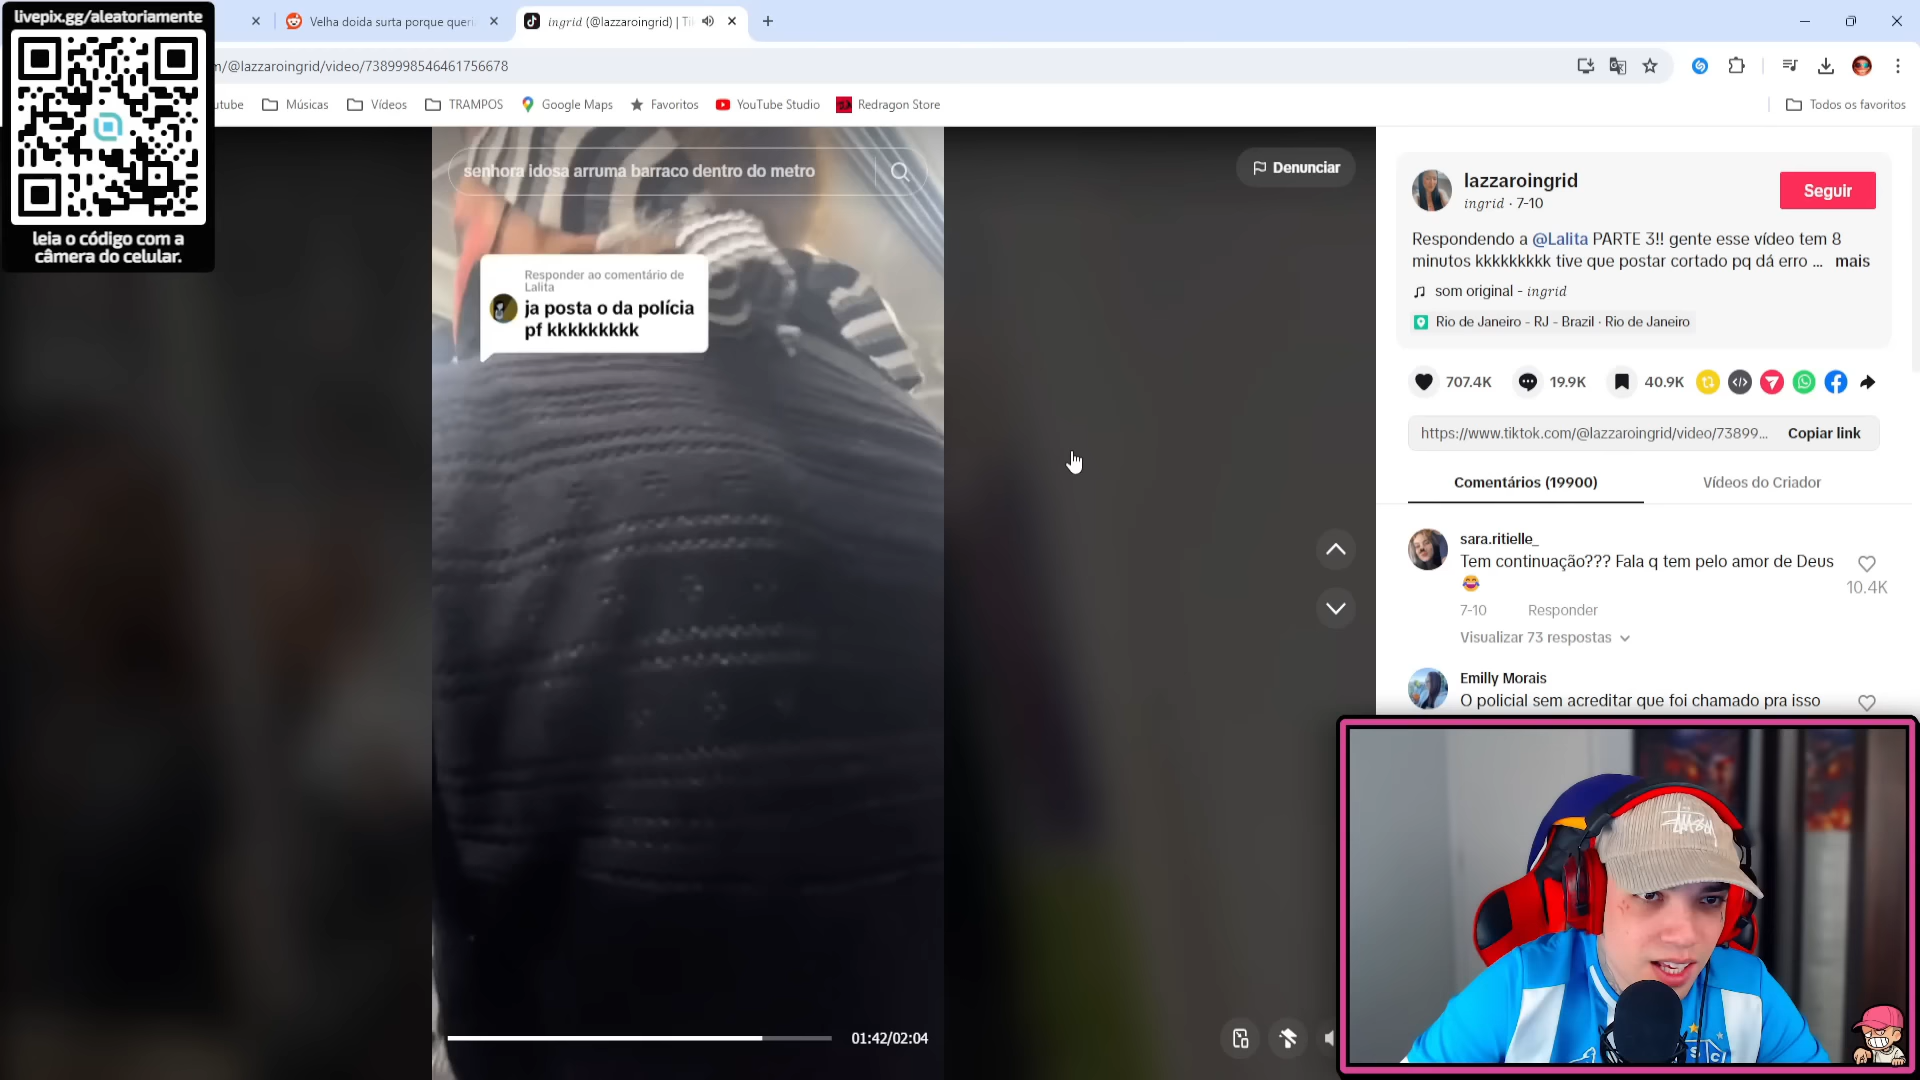 livepix.gg/aleatoriamente
leia o código com a
câmera do celular.
Velha doida surta porque queri
ingrid (@lazzaroingrid) | Ti
/@lazzaroingrid/video/7389998546461756678
Músicas
Vídeos
TRAMPOS
Google Maps
Favoritos
YouTube Studio
Redragon Store
Todos os favoritos
senhora idosa arruma barraco dentro do metro
Denunciar
Responder ao comentário de
Lalita
ja posta o da polícia
pf kkkkkkkkk
01:42/02:04
lazzaroingrid
ingrid · 7-10
Seguir
Respondendo a @Lalita PARTE 3!! gente esse vídeo tem 8
minutos kkkkkkkkk tive que postar cortado pq dá erro ... mais
som original - ingrid
Rio de Janeiro - RJ - Brazil · Rio de Janeiro
707.4K
19.9K
40.9K
https://www.tiktok.com/@lazzaroingrid/video/73899...
Copiar link
Comentários (19900)
Vídeos do Criador
sara.ritielle_
Tem continuação??? Fala q tem pelo amor de Deus
😂
10.4K
7-10
Responder
Visualizar 73 respostas
Emilly Morais
O policial sem acreditar que foi chamado pra isso